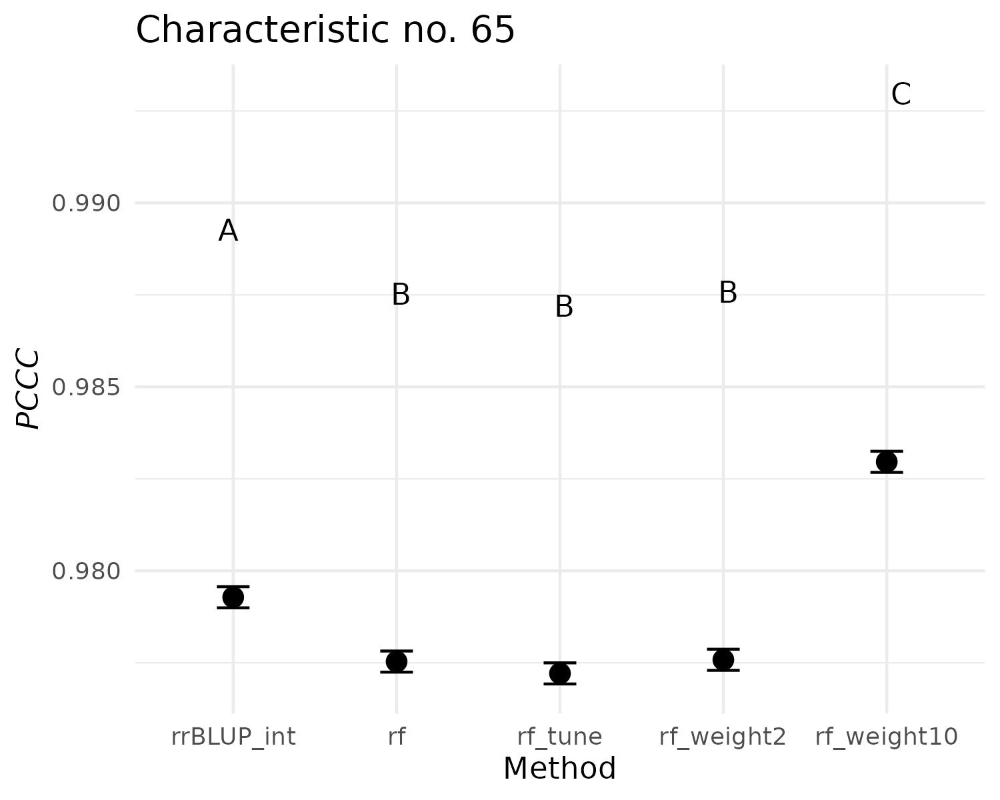 Characteristic no. 65
C
0.990
A
B
B
B
PCCC
0.985
0.980
rrBLUP_int rf rf_tune rf_weight2 rf_weight10
Method